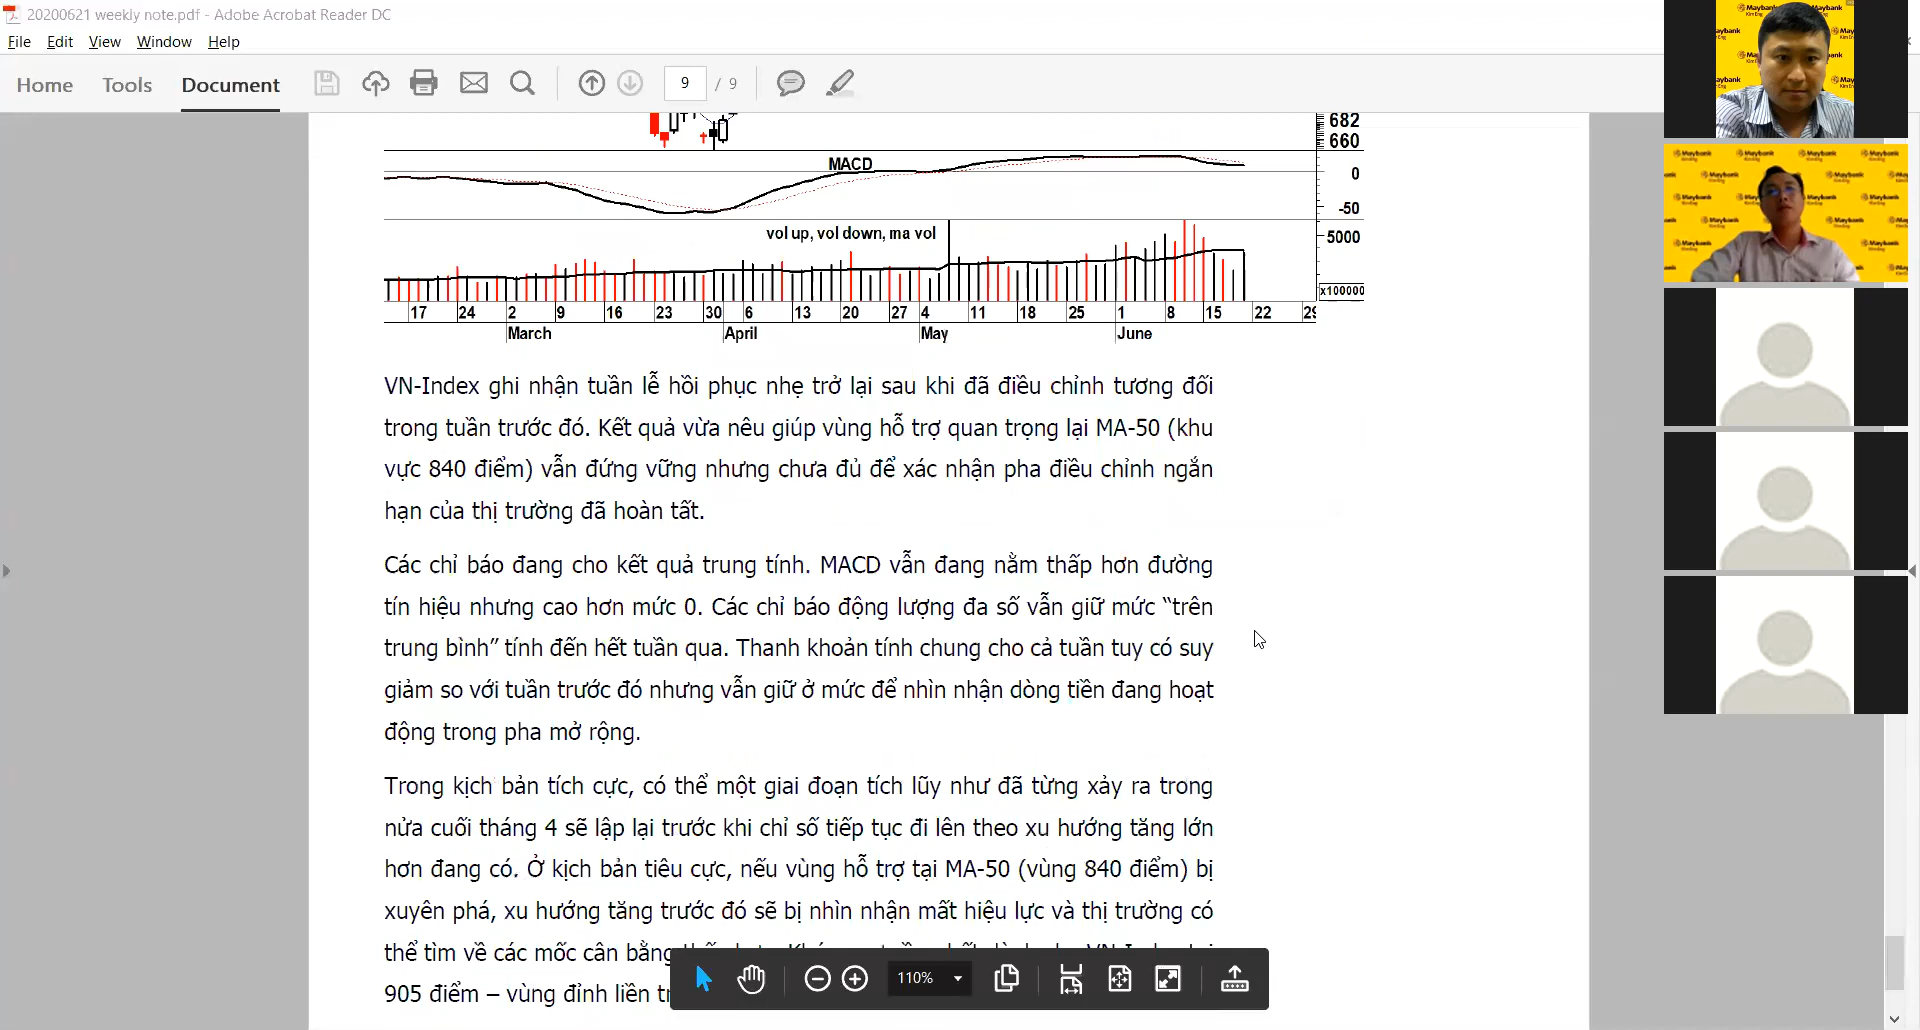 20200621 weekly note.pdf - Adobe Acrobat Reader DC
File Edit View Window Help
Home Tools Document 9 / 9
682
660
MACD
0
-50
vol up, vol down, ma vol
5000
x100000
17 24 2 9 16 23 30 6 13 20 27 4 11 18 25 1 8 15 22
March April May June
VN-Index ghi nhận tuần lễ hồi phục nhẹ trở lại sau khi đã điều chỉnh tương đối
trong tuần trước đó. Kết quả vừa nêu giúp vùng hỗ trợ quan trọng lại MA-50 (khu
vực 840 điểm) vẫn đứng vững nhưng chưa đủ để xác nhận pha điều chỉnh ngắn
hạn của thị trường đã hoàn tất.
Các chỉ báo đang cho kết quả trung tính. MACD vẫn đang nằm thấp hơn đường
tín hiệu nhưng cao hơn mức 0. Các chỉ báo động lượng đa số vẫn giữ mức “trên
trung bình” tính đến hết tuần qua. Thanh khoản tính chung cho cả tuần tuy có suy
giảm so với tuần trước đó nhưng vẫn giữ ở mức để nhìn nhận dòng tiền đang hoạt
động trong pha mở rộng.
Trong kịch bản tích cực, có thể một giai đoạn tích lũy như đã từng xảy ra trong
nửa cuối tháng 4 sẽ lập lại trước khi chỉ số tiếp tục đi lên theo xu hướng tăng lớn
hơn đang có. Ở kịch bản tiêu cực, nếu vùng hỗ trợ tại MA-50 (vùng 840 điểm) bị
xuyên phá, xu hướng tăng trước đó sẽ bị nhìn nhận mất hiệu lực và thị trường có
thể tìm về các mốc cân bằng
905 điểm – vùng đỉnh liền
110%
Maybank
Kim Eng
Maybank